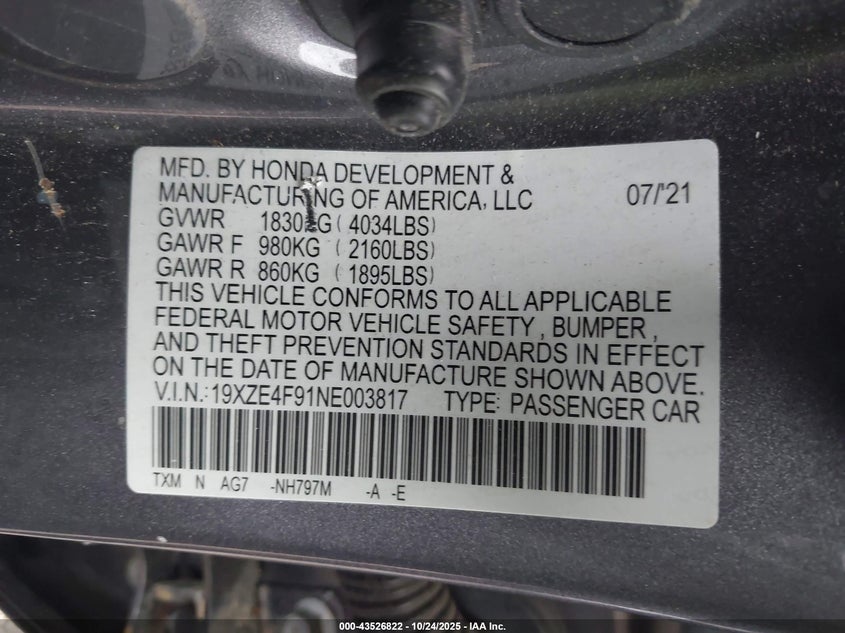 MFD. BY HONDA DEVELOPMENT &
MANUFACTURING OF AMERICA, LLC 07/'21
GVWR 1830KG ( 4034LBS)
GAWR F 980KG ( 2160LBS)
GAWR R 860KG ( 1895LBS)
THIS VEHICLE CONFORMS TO ALL APPLICABLE
FEDERAL MOTOR VEHICLE SAFETY , BUMPER ,
AND THEFT PREVENTION STANDARDS IN EFFECT
ON THE DATE OF MANUFACTURE SHOWN ABOVE.
V.I.N.: 19XZE4F91NE003817 TYPE: PASSENGER CAR
TXM N AG7 -NH797M -A -E
000-43526822 - 10/24/2025 - IAA Inc.